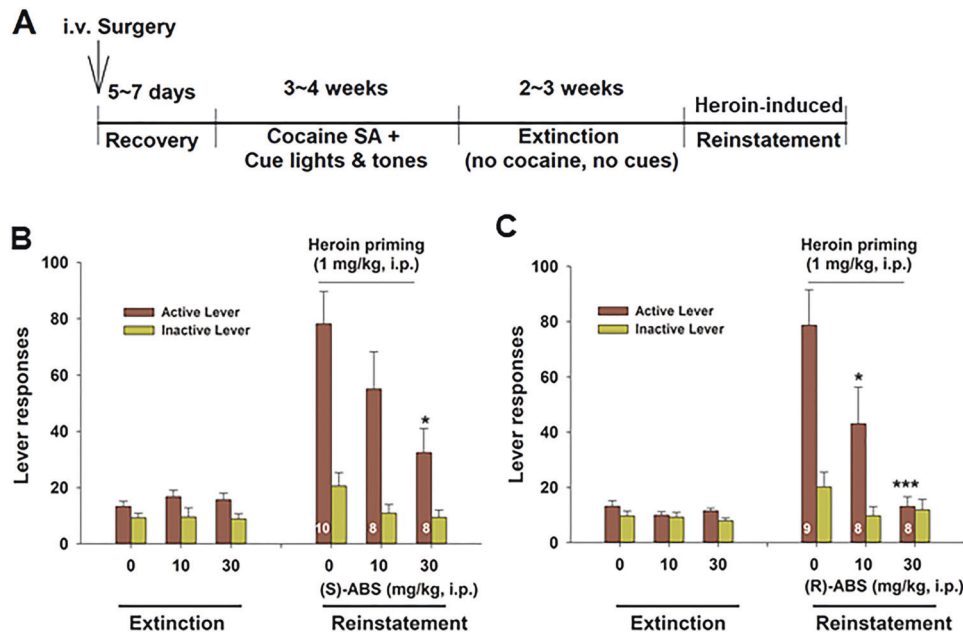 A
i.v. Surgery
5~7 days
3~4 weeks
2~3 weeks
Heroin-induced
Recovery
Cocaine SA +
Cue lights & tones
Extinction
(no cocaine, no cues)
Reinstatement
B
Heroin priming
(1 mg/kg, i.p.)
Active Lever
Inactive Lever
Lever responses
100
80
60
40
20
0
*
10
8
8
0 10 30 0 10 30
(S)-ABS (mg/kg, i.p.)
Extinction
Reinstatement
C
Heroin priming
(1 mg/kg, i.p.)
Active Lever
Inactive Lever
Lever responses
100
80
60
40
20
0
*
***
9
8
8
0 10 30 0 10 30
(R)-ABS (mg/kg, i.p.)
Extinction
Reinstatement